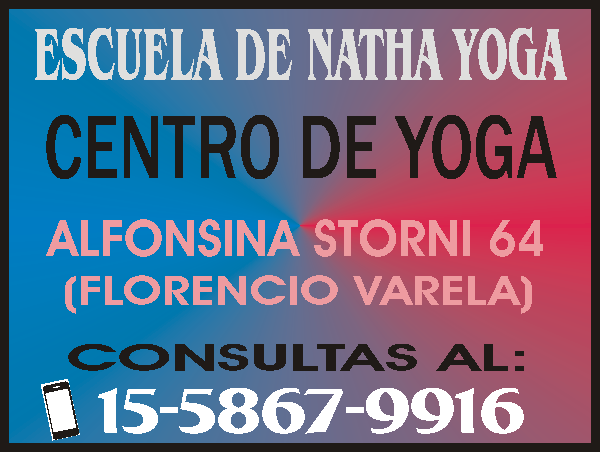 ESCUELA DE NATHA YOGA
CENTRO DE YOGA
ALFONSINA STORNI 64
(FLORENCIO VARELA)
CONSULTAS AL:
15-5867-9916